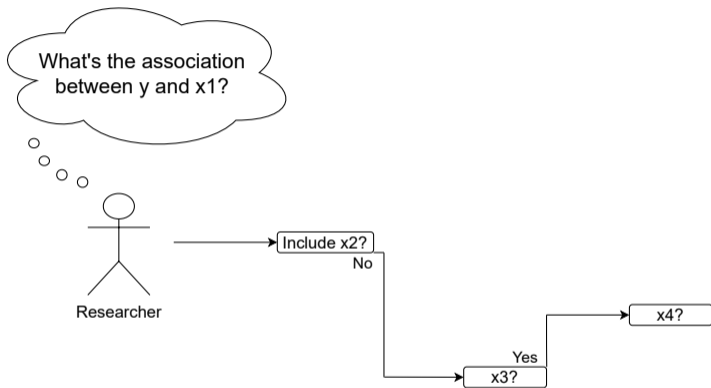 What's the association
between y and x1?
Researcher
Include x2?
No
x3?
Yes
x4?